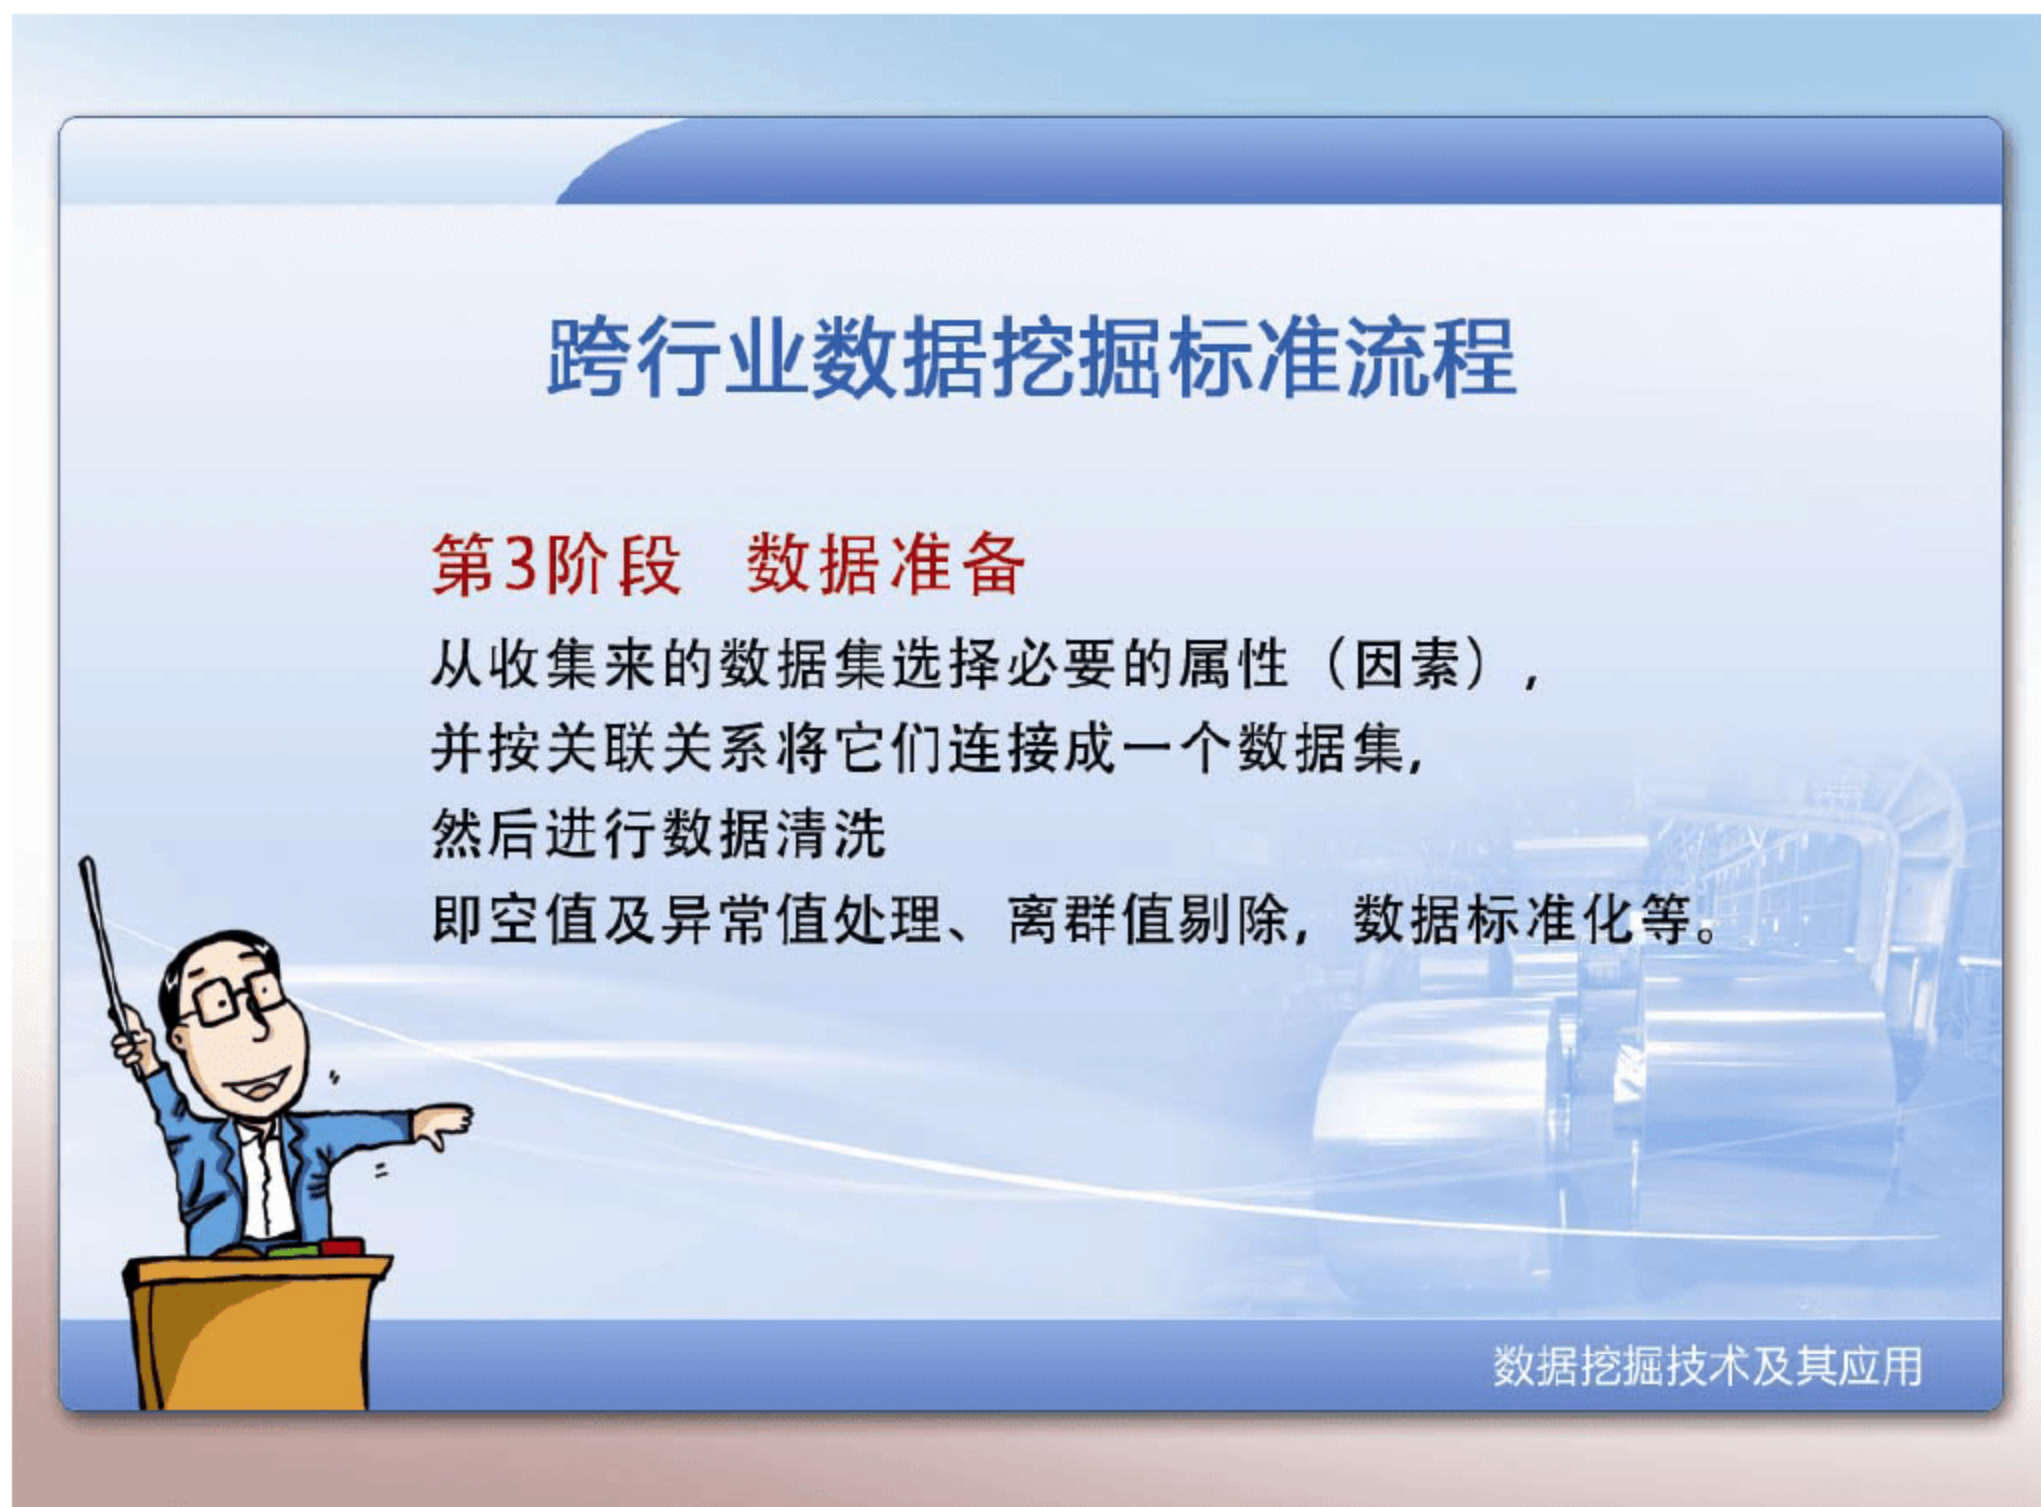 跨行业数据挖掘标准流程
第3阶段 数据准备
从收集来的数据集选择必要的属性（因素）,
并按关联关系将它们连接成一个数据集,
然后进行数据清洗
即空值及异常值处理、离群值剔除, 数据标准化等。
数据挖掘技术及其应用